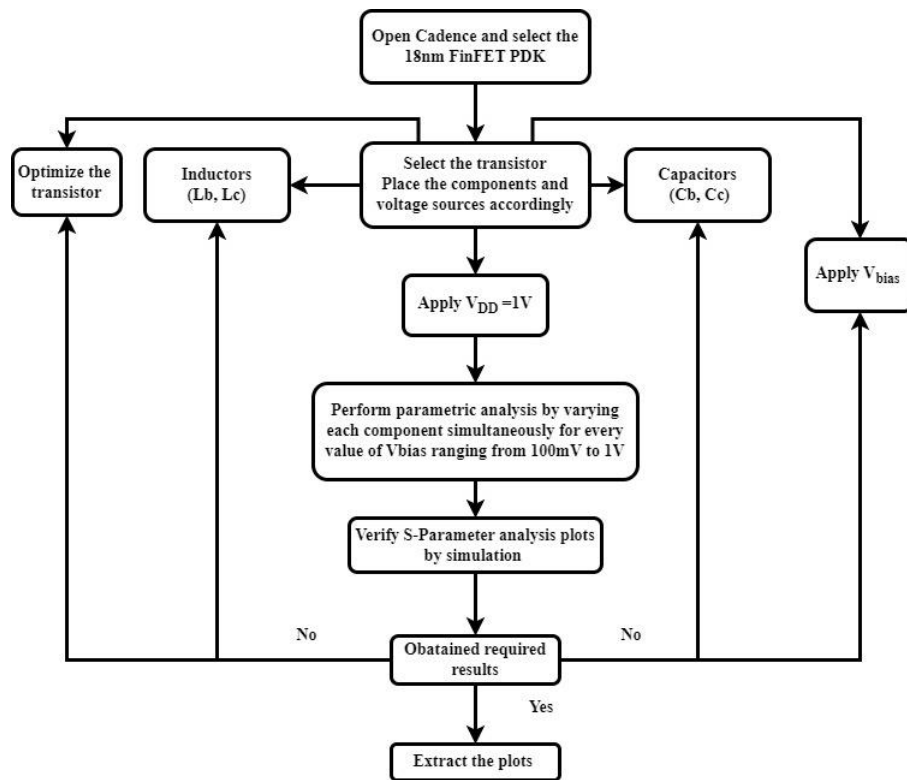 Open Cadence and select the
18nm FinFET PDK
Optimize the
transistor
Inductors
(Lb, Lc)
Select the transistor
Place the components and
voltage sources accordingly
Capacitors
(Cb, Cc)
Apply Vbias
Apply VDD =1V
Perform parametric analysis by varying
each component simultaneously for every
value of Vbias ranging from 100mV to 1V
Verify S-Parameter analysis plots
by simulation
No
No
Obatained required
results
Yes
Extract the plots